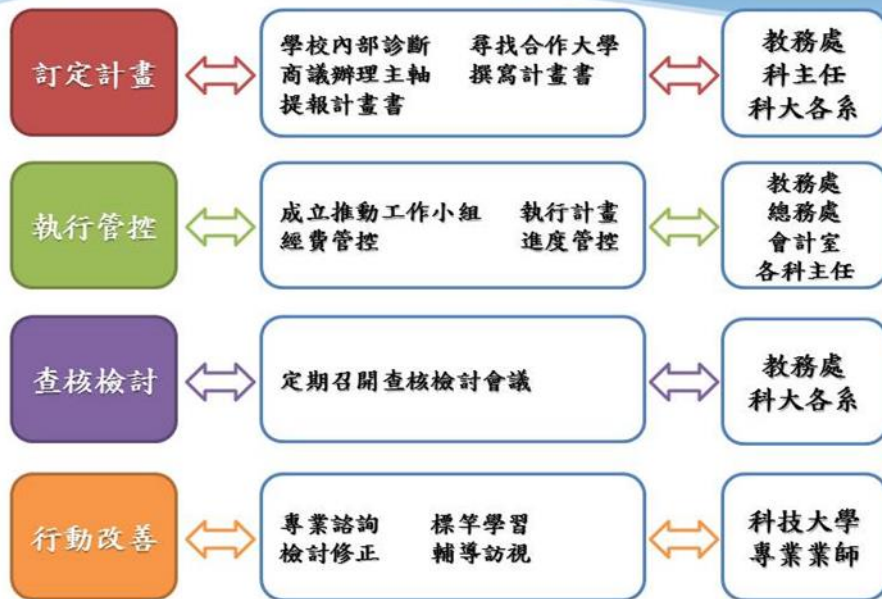 訂定計畫
學校內部診斷 尋找合作大學
商議辦理主軸 撰寫計畫書
提報計畫書
教務處
科主任
科大各系
執行管控
成立推動工作小組 執行計畫
經費管控 進度管控
教務處
總務處
會計室
各科主任
查核檢討
定期召開查核檢討會議
教務處
科大各系
行動改善
專業諮詢 標竿學習
檢討修正 輔導訪視
科技大學
專業業師